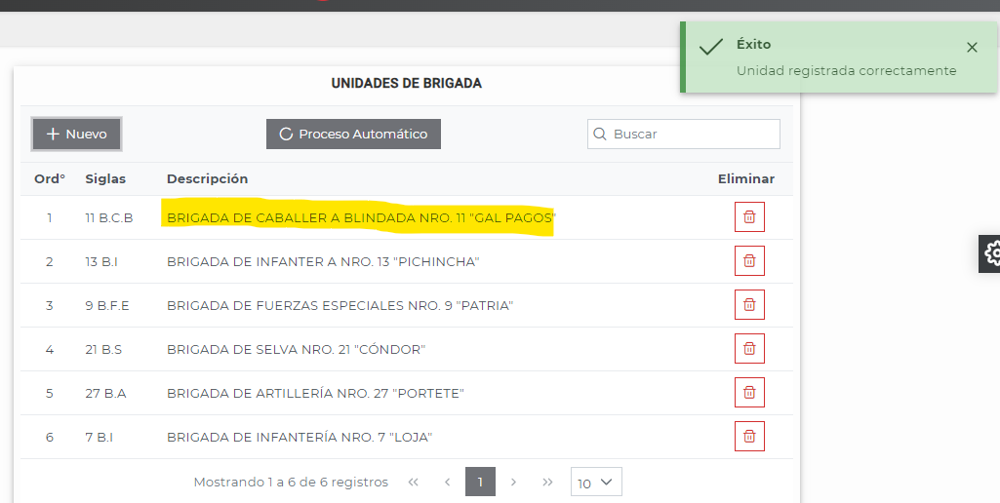 Éxito
Unidad registrada correctamente
UNIDADES DE BRIGADA
Nuevo
Proceso Automático
Buscar
Ord° Siglas Descripción Eliminar
1 11 B.C.B BRIGADA DE CABALLER A BLINDADA NRO. 11 "GAL PAGOS"
2 13 B.I BRIGADA DE INFANTER A NRO. 13 "PICHINCHA"
3 9 B.F.E BRIGADA DE FUERZAS ESPECIALES NRO. 9 "PATRIA"
4 21 B.S BRIGADA DE SELVA NRO. 21 "CÓNDOR"
5 27 B.A BRIGADA DE ARTILLERÍA NRO. 27 "PORTETE"
6 7 B.I BRIGADA DE INFANTERÍA NRO. 7 "LOJA"
Mostrando 1 a 6 de 6 registros « ‹ 1 › » 10